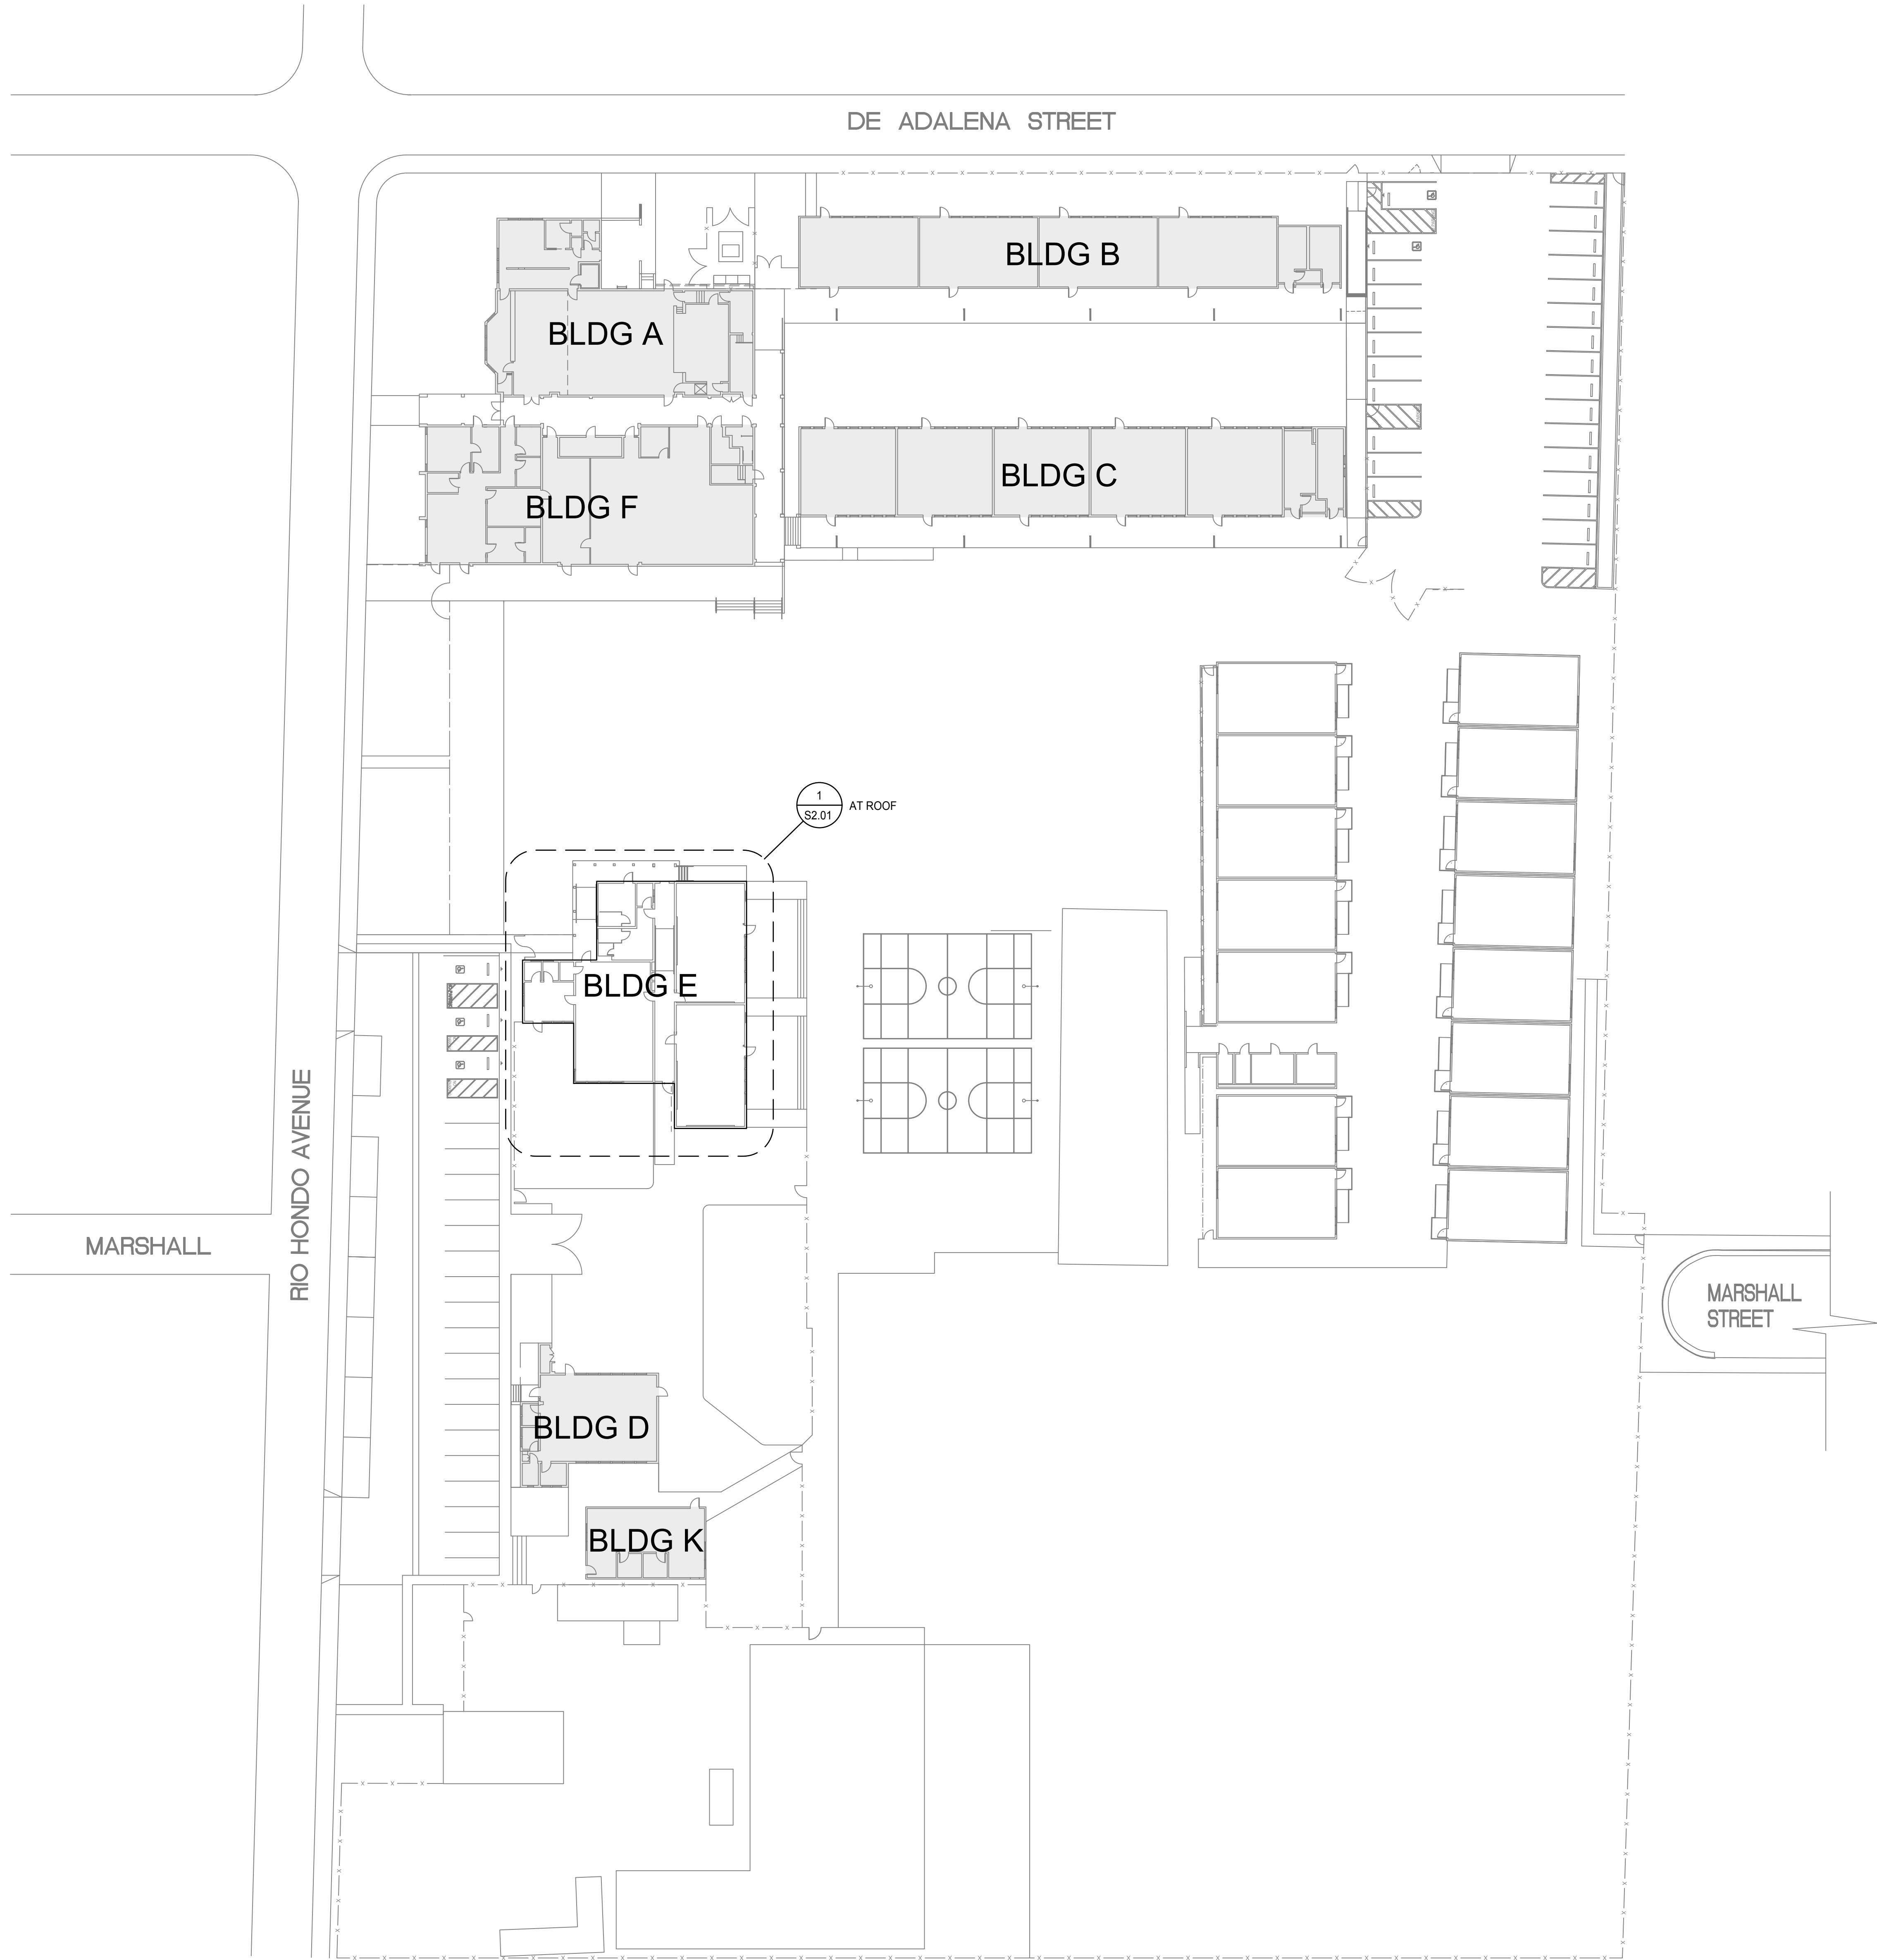 DE ADALENA STREET
BLDG B
BLDG A
BLDG C
BLDG F
1
S2.01
AT ROOF
BLDG E
RIO HONDO AVENUE
MARSHALL
MARSHALL
STREET
BLDG D
BLDG K